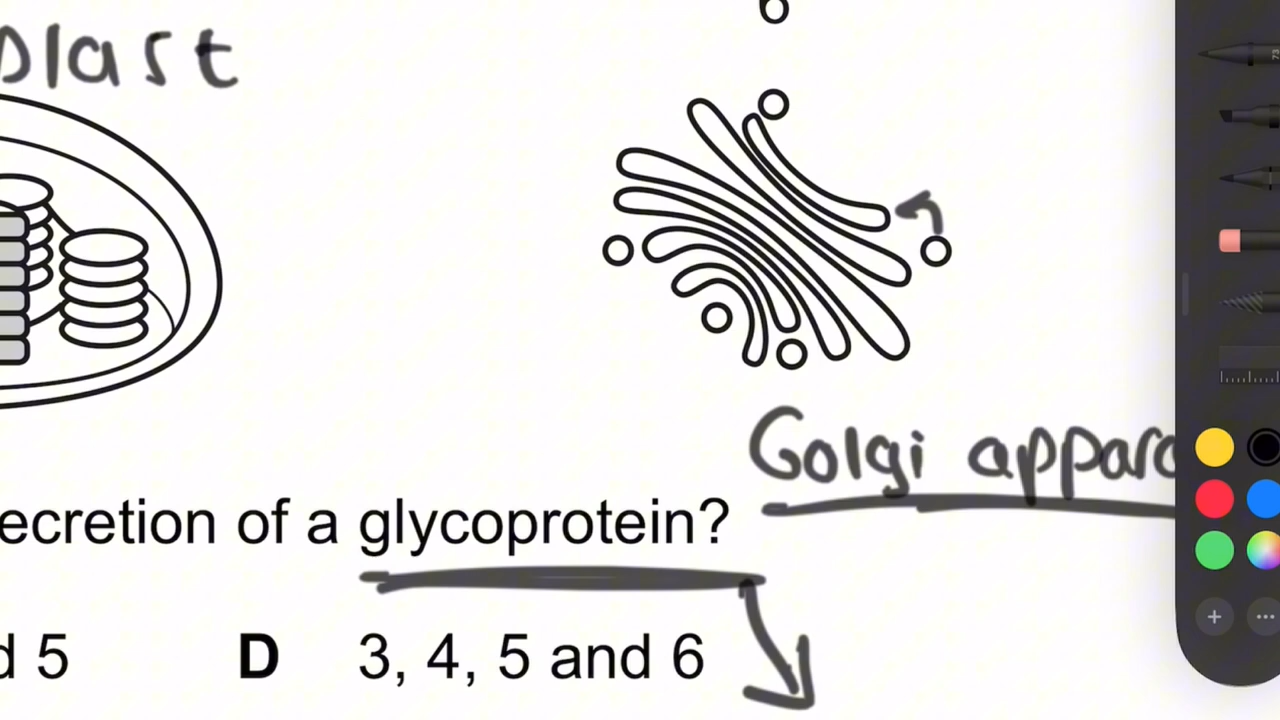 plast
Golgi appara
ecretion of a glycoprotein?
d 5 D 3, 4, 5 and 6